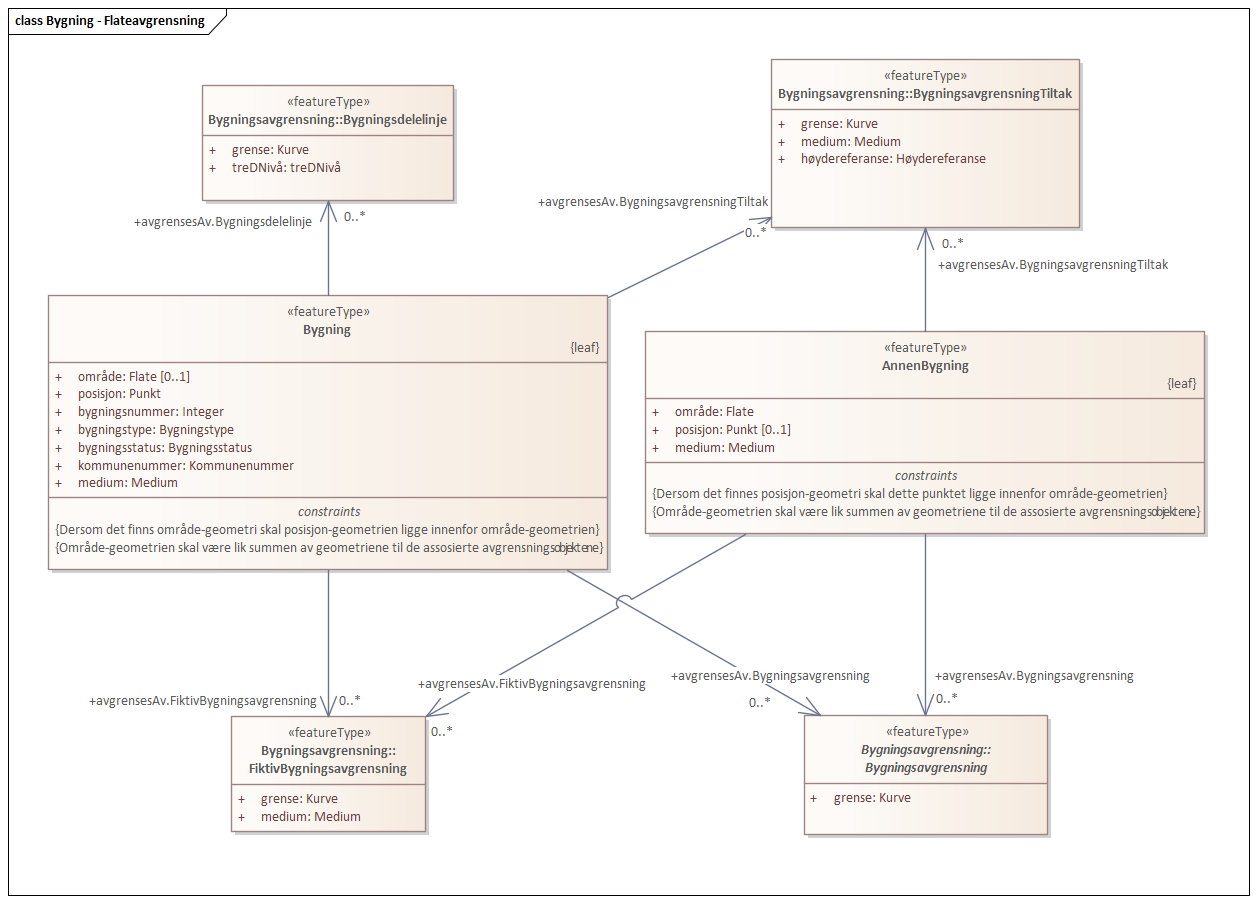 class Bygning - Flateavgrensning
«featureType»
Bygningsavgrensning::Bygningsdelelinje
+ grense: Kurve
+ treDNivå: treDNivå
«featureType»
Bygningsavgrensning::BygningsavgrensningTiltak
+ grense: Kurve
+ medium: Medium
+ høydereferanse: Høydereferanse
+avgrensesAv.Bygningsdelelinje
0..*
+avgrensesAv.BygningsavgrensningTiltak
0..*
0..*
+avgrensesAv.BygningsavgrensningTiltak
«featureType»
Bygning
{leaf}
+ område: Flate [0..1]
+ posisjon: Punkt
+ bygningsnummer: Integer
+ bygningstype: Bygningstype
+ bygningsstatus: Bygningsstatus
+ kommunenummer: Kommunenummer
+ medium: Medium
constraints
{Dersom det finns område-geometri skal posisjon-geometrien ligge innenfor område-geometrien}
{Område-geometrien skal være lik summen av geometriene til de assosierte avgrensningsobjektene}
«featureType»
AnnenBygning
{leaf}
+ område: Flate
+ posisjon: Punkt [0..1]
+ medium: Medium
constraints
{Dersom det finnes posisjon-geometri skal dette punktet ligge innenfor område-geometrien}
{Område-geometrien skal være lik summen av geometriene til de assosierte avgrensningsobjektene}
+avgrensesAv.FiktivBygningsavgrensning
0..*
+avgrensesAv.FiktivBygningsavgrensning
0..*
+avgrensesAv.Bygningsavgrensning
0..*
+avgrensesAv.Bygningsavgrensning
0..*
«featureType»
Bygningsavgrensning::
FiktivBygningsavgrensning
+ grense: Kurve
+ medium: Medium
«featureType»
Bygningsavgrensning::
Bygningsavgrensning
+ grense: Kurve